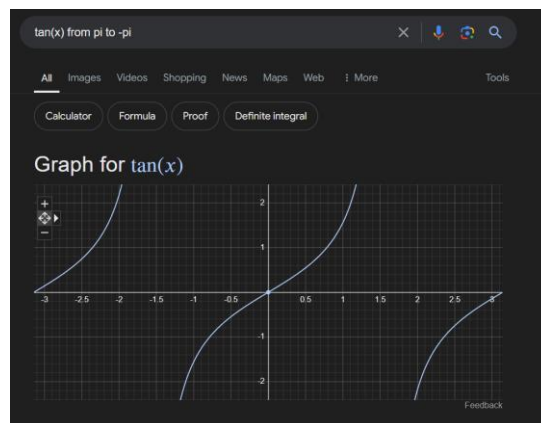 tan(x) from pi to -pi
All Images Videos Shopping News Maps Web More Tools
Calculator Formula Proof Definite integral
Graph for tan(x)
2
1
-3 -2.5 -2 -1.5 -1 -0.5 0.5 1 1.5 2 2.5 3
-1
-2
Feedback